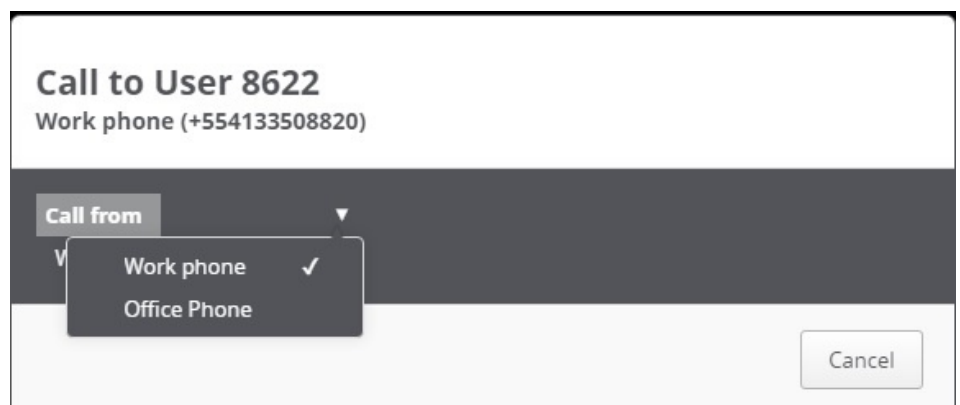 Call to User 8622
Work phone (+554133508820)
Call from
Work phone
Office Phone
Cancel